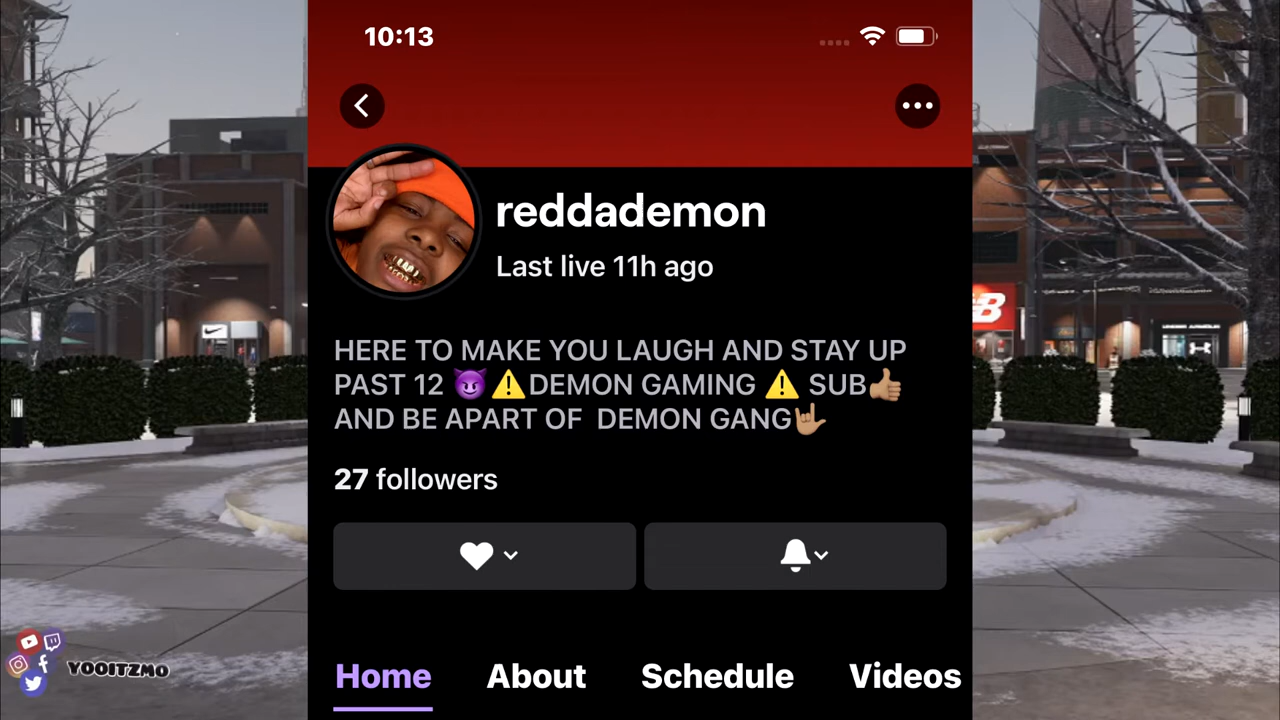 10:13
reddademon
Last live 11h ago
HERE TO MAKE YOU LAUGH AND STAY UP
PAST 12 😈⚠️DEMON GAMING ⚠️ SUB👍🏽
AND BE APART OF DEMON GANG🤟🏽
27 followers
Home About Schedule Videos
YOOITZMO